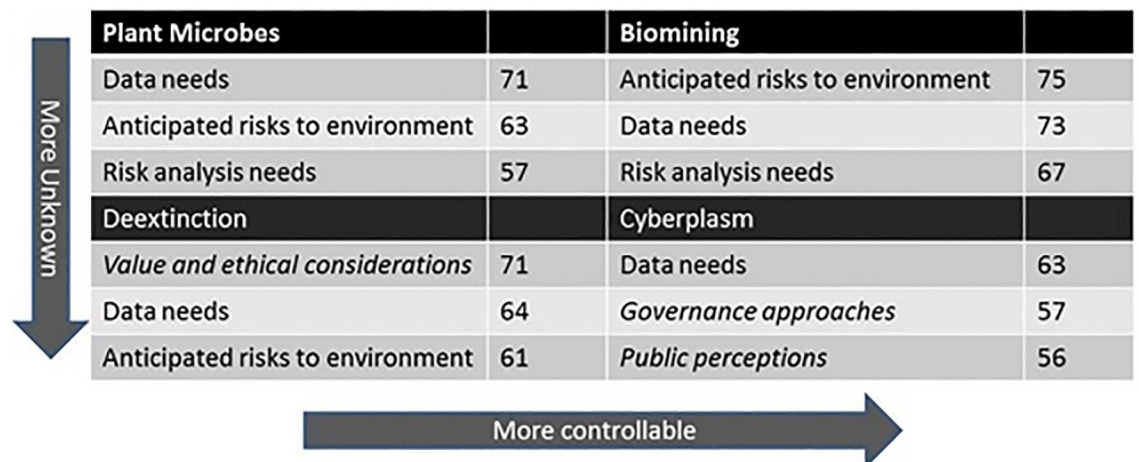 Plant Microbes Biomining
Data needs 71 Anticipated risks to environment 75
Anticipated risks to environment 63 Data needs 73
Risk analysis needs 57 Risk analysis needs 67
Deextinction Cyberplasm
Value and ethical considerations 71 Data needs 63
Data needs 64 Governance approaches 57
Anticipated risks to environment 61 Public perceptions 56
More Unknown
More controllable